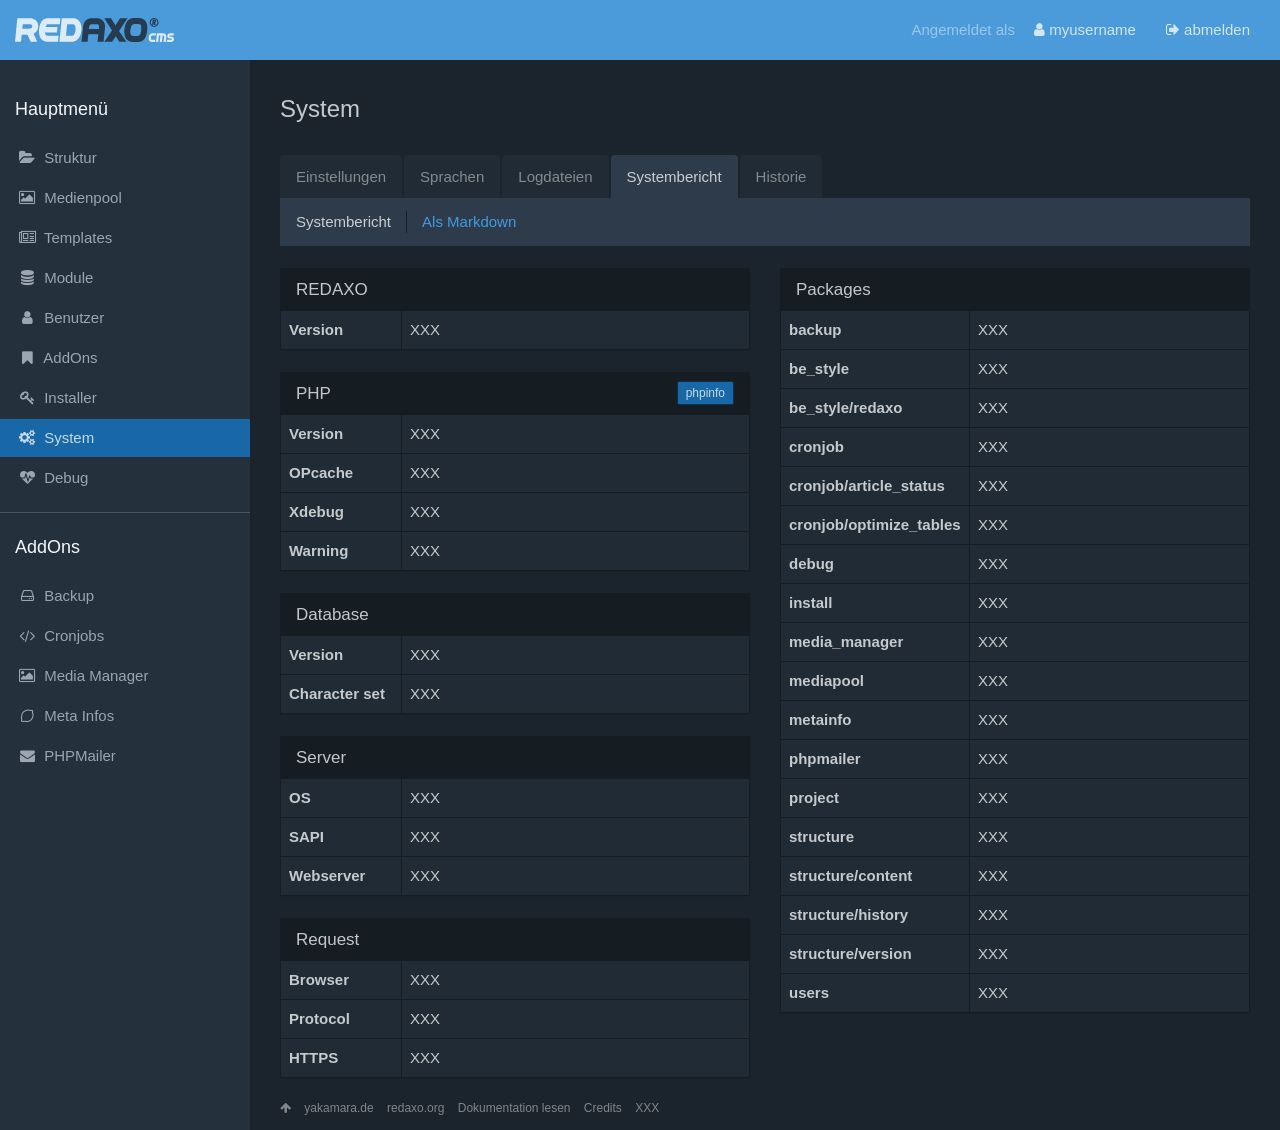 REDAXO® cms
Angemeldet als myusername abmelden
Hauptmenü
Struktur
Medienpool
Templates
Module
Benutzer
AddOns
Installer
System
Debug
AddOns
Backup
Cronjobs
Media Manager
Meta Infos
PHPMailer
System
Einstellungen Sprachen Logdateien Systembericht Historie
Systembericht Als Markdown
REDAXO
Version XXX
PHP phpinfo
Version XXX
OPcache XXX
Xdebug XXX
Warning XXX
Database
Version XXX
Character set XXX
Server
OS XXX
SAPI XXX
Webserver XXX
Request
Browser XXX
Protocol XXX
HTTPS XXX
Packages
backup XXX
be_style XXX
be_style/redaxo XXX
cronjob XXX
cronjob/article_status XXX
cronjob/optimize_tables XXX
debug XXX
install XXX
media_manager XXX
mediapool XXX
metainfo XXX
phpmailer XXX
project XXX
structure XXX
structure/content XXX
structure/history XXX
structure/version XXX
users XXX
yakamara.de redaxo.org Dokumentation lesen Credits XXX